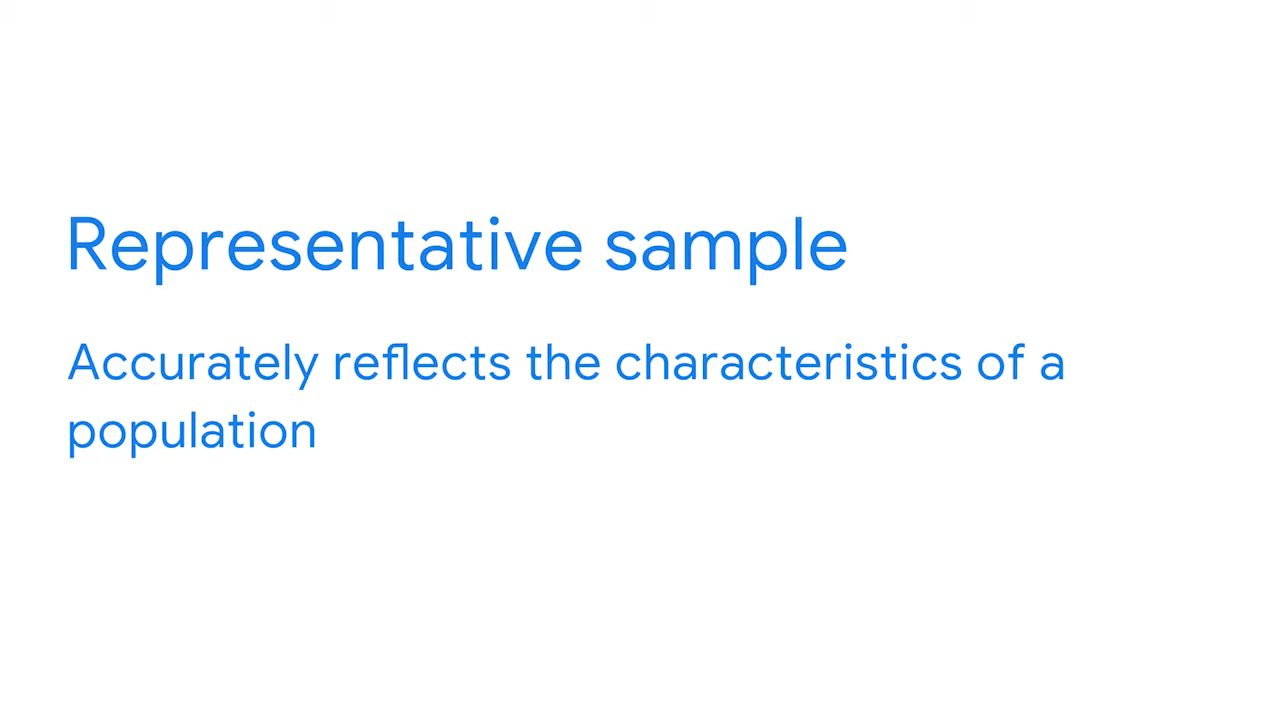 Representative sample
Accurately reflects the characteristics of a
population